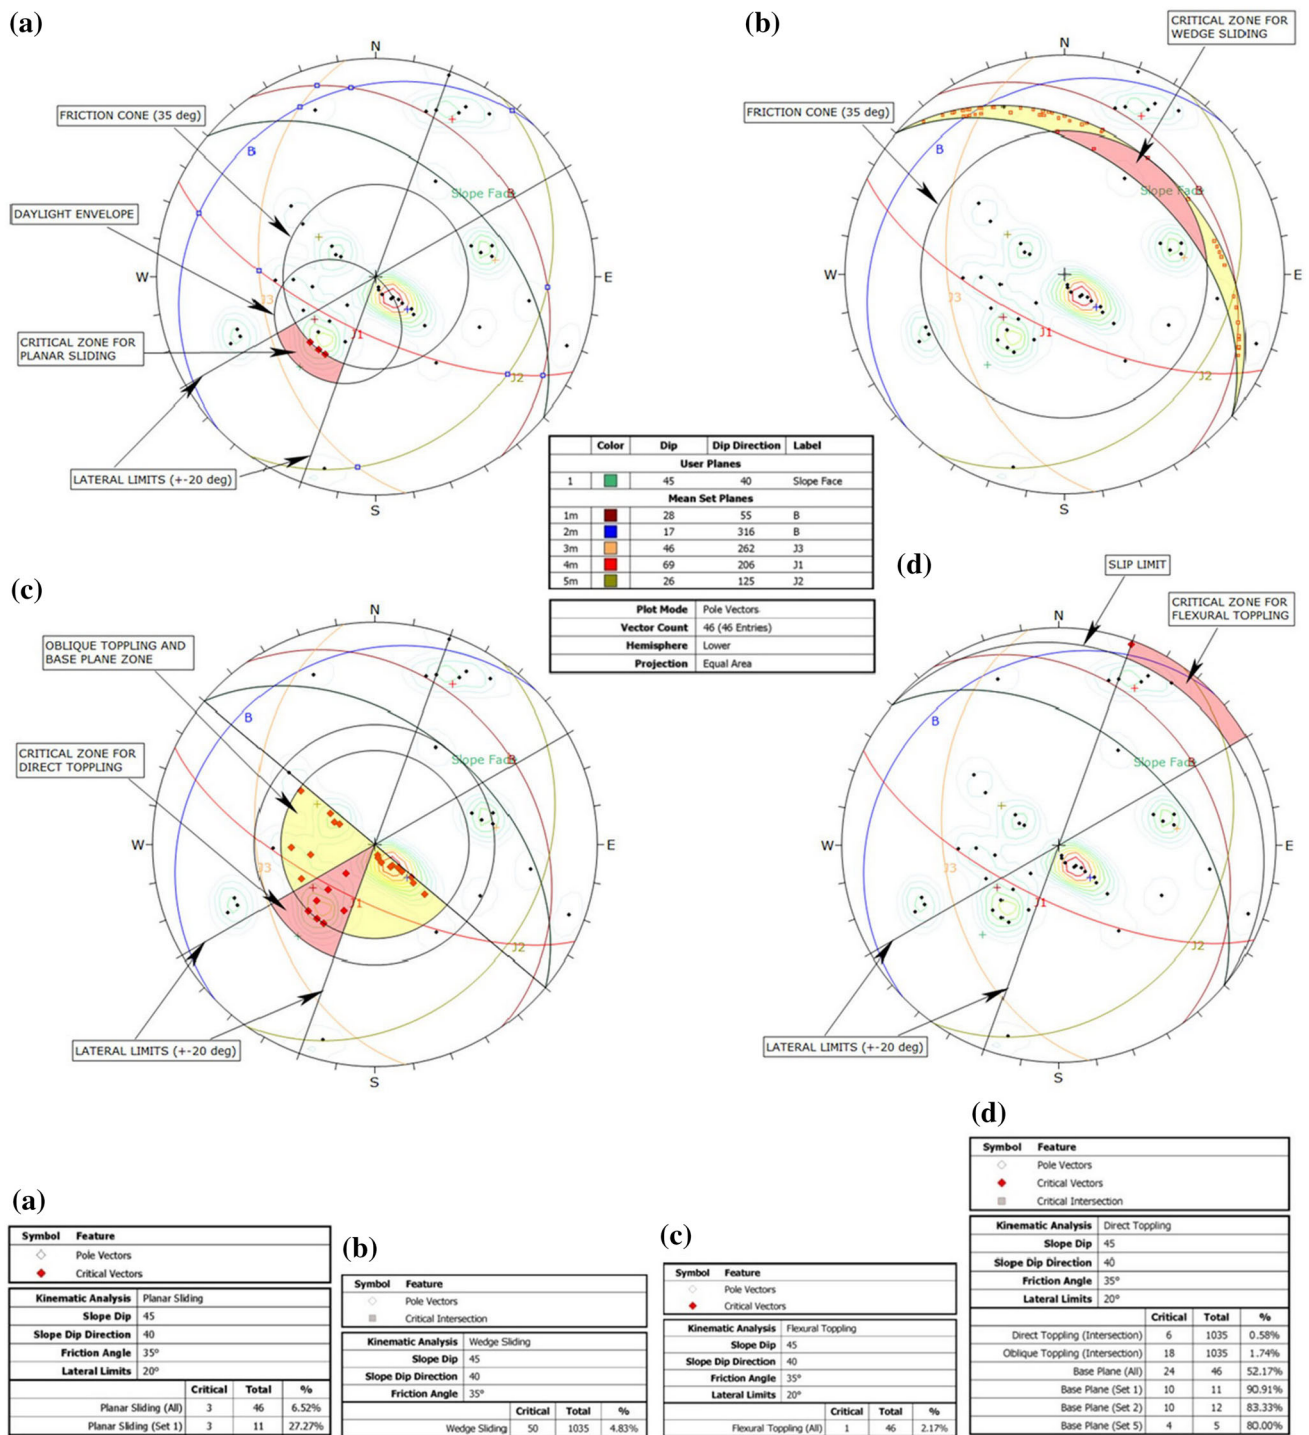 (a)
N
FRICTION CONE (35 deg)
B
Slope Face
B
DAYLIGHT ENVELOPE
W
E
J3
J1
CRITICAL ZONE FOR
PLANAR SLIDING
J2
LATERAL LIMITS (+-20 deg)
S
(b)
CRITICAL ZONE FOR
WEDGE SLIDING
N
FRICTION CONE (35 deg)
B
Slope Face
B
W
E
J3
J1
J2
S
Color Dip Dip Direction Label
User Planes
1 45 40 Slope Face
Mean Set Planes
1m 28 55 B
2m 17 316 B
3m 46 262 J3
4m 69 206 J1
5m 26 125 J2
Plot Mode Pole Vectors
Vector Count 46 (46 Entries)
Hemisphere Lower
Projection Equal Area
(c)
N
OBLIQUE TOPPLING AND
BASE PLANE ZONE
B
Slope Face
B
CRITICAL ZONE FOR
DIRECT TOPPLING
W
E
J3
J1
J2
LATERAL LIMITS (+-20 deg)
S
(d)
SLIP LIMIT
CRITICAL ZONE FOR
FLEXURAL TOPPLING
N
B
Slope Face
B
W
E
J3
J1
J2
LATERAL LIMITS (+-20 deg)
S
(a)
Symbol Feature
Pole Vectors
Critical Vectors
Kinematic Analysis Planar Sliding
Slope Dip 45
Slope Dip Direction 40
Friction Angle 35°
Lateral Limits 20°
Critical Total %
Planar Sliding (All) 3 46 6.52%
Planar Sliding (Set 1) 3 11 27.27%
(b)
Symbol Feature
Pole Vectors
Critical Intersection
Kinematic Analysis Wedge Sliding
Slope Dip 45
Slope Dip Direction 40
Friction Angle 35°
Critical Total %
Wedge Sliding 50 1035 4.83%
(c)
Symbol Feature
Pole Vectors
Critical Vectors
Kinematic Analysis Flexural Toppling
Slope Dip 45
Slope Dip Direction 40
Friction Angle 35°
Lateral Limits 20°
Critical Total %
Flexural Toppling (All) 1 46 2.17%
(d)
Symbol Feature
Pole Vectors
Critical Vectors
Critical Intersection
Kinematic Analysis Direct Toppling
Slope Dip 45
Slope Dip Direction 40
Friction Angle 35°
Lateral Limits 20°
Critical Total %
Direct Toppling (Intersection) 6 1035 0.58%
Oblique Toppling (Intersection) 18 1035 1.74%
Base Plane (All) 24 46 52.17%
Base Plane (Set 1) 10 11 90.91%
Base Plane (Set 2) 10 12 83.33%
Base Plane (Set 5) 4 5 80.00%